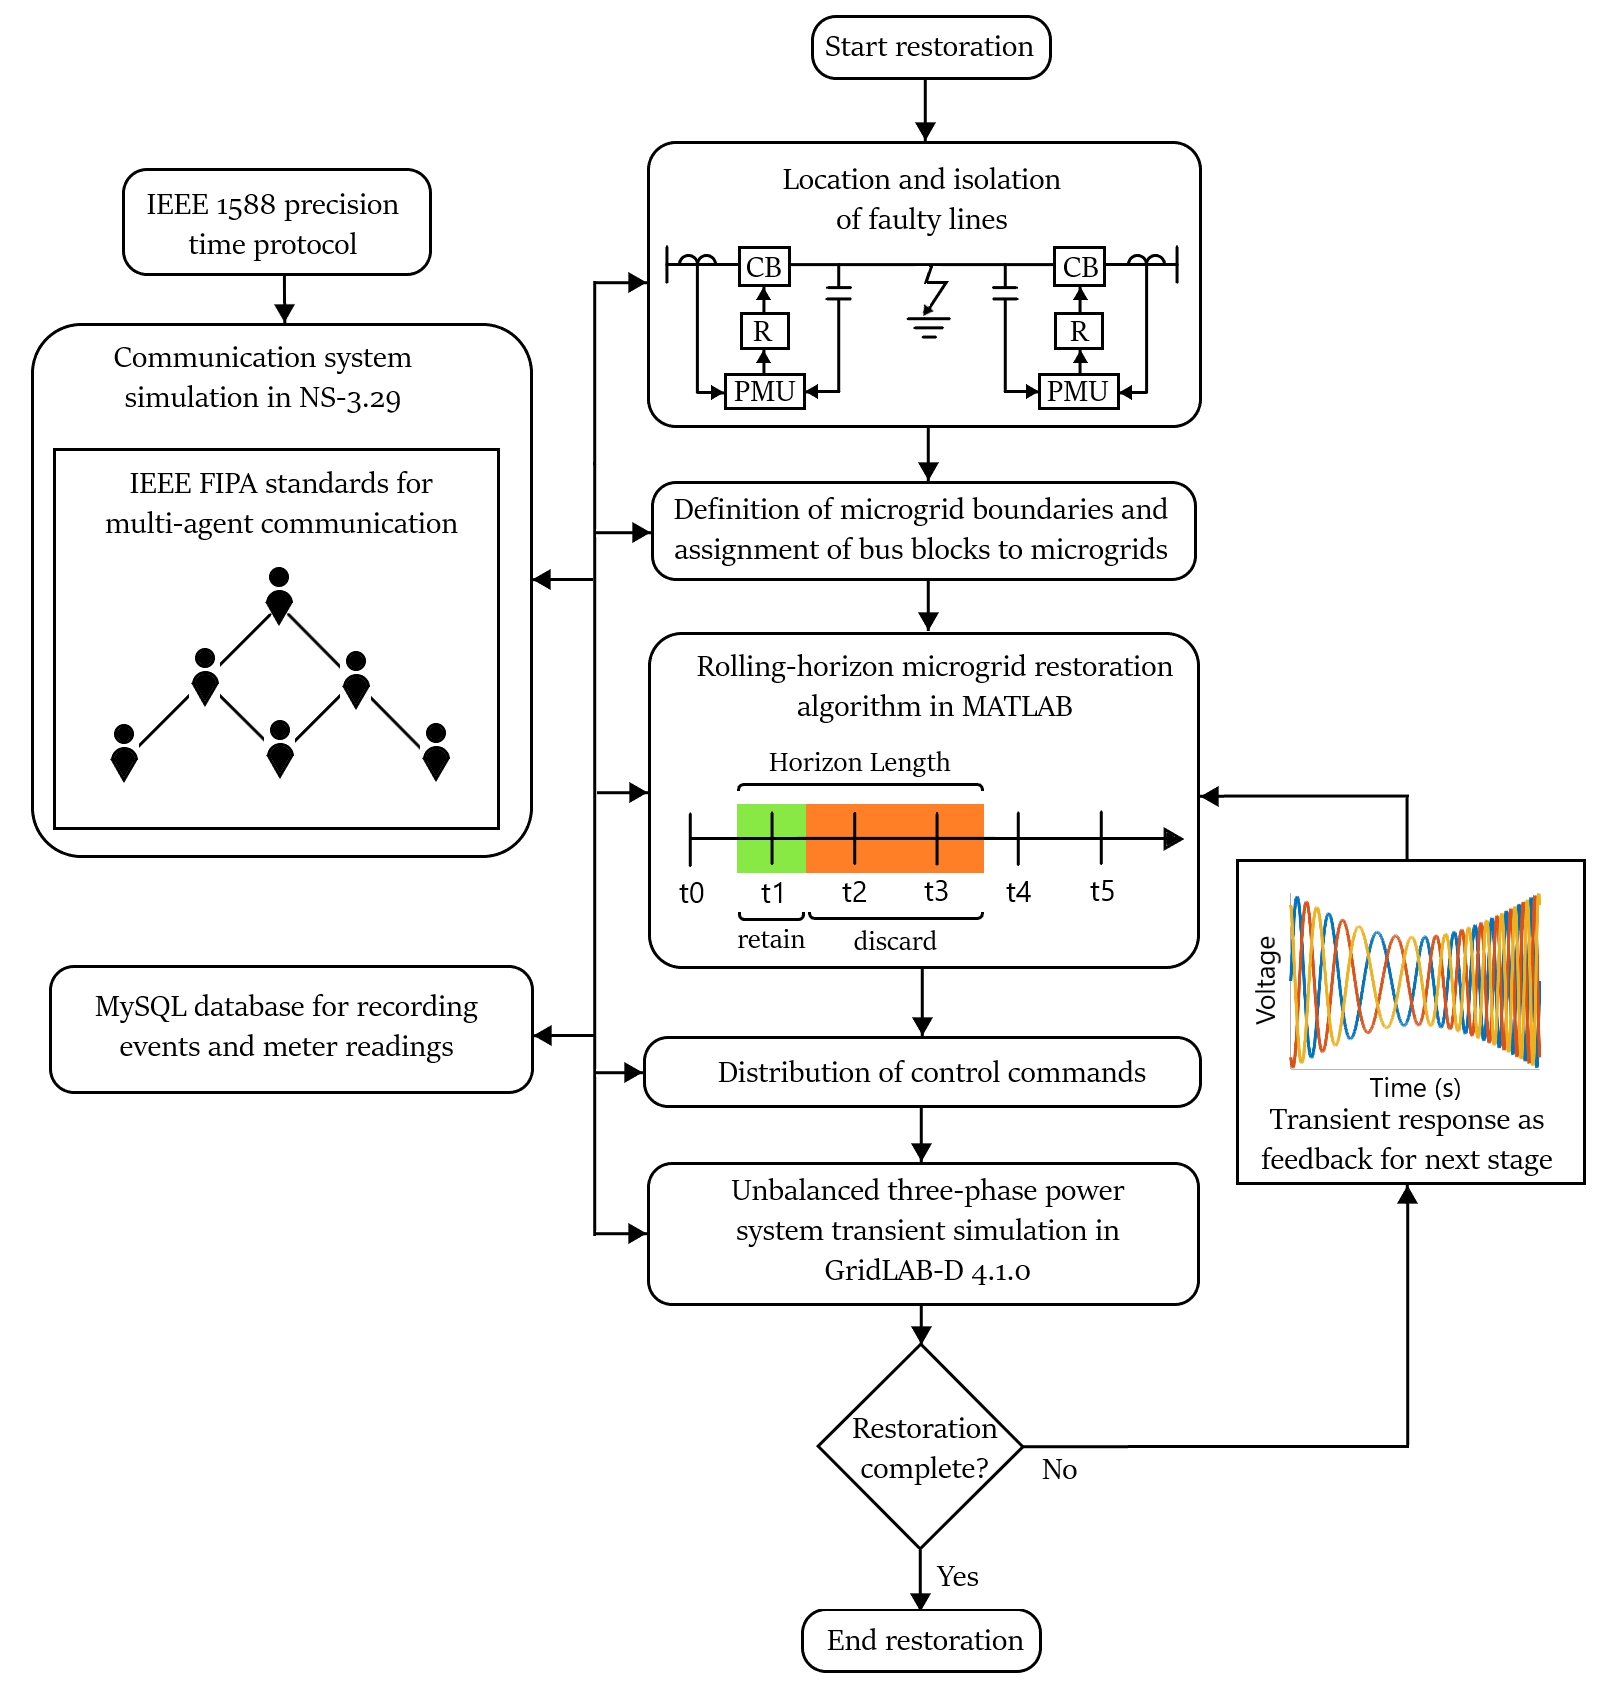 Start restoration
Location and isolation
of faulty lines
CB
CB
R
R
PMU
PMU
IEEE 1588 precision
time protocol
Communication system
simulation in NS-3.29
IEEE FIPA standards for
multi-agent communication
Definition of microgrid boundaries and
assignment of bus blocks to microgrids
Rolling-horizon microgrid restoration
algorithm in MATLAB
Horizon Length
t0
t1
t2
t3
t4
t5
retain
discard
MySQL database for recording
events and meter readings
Distribution of control commands
Voltage
Time (s)
Transient response as
feedback for next stage
Unbalanced three-phase power
system transient simulation in
GridLAB-D 4.1.0
Restoration
complete?
No
Yes
End restoration